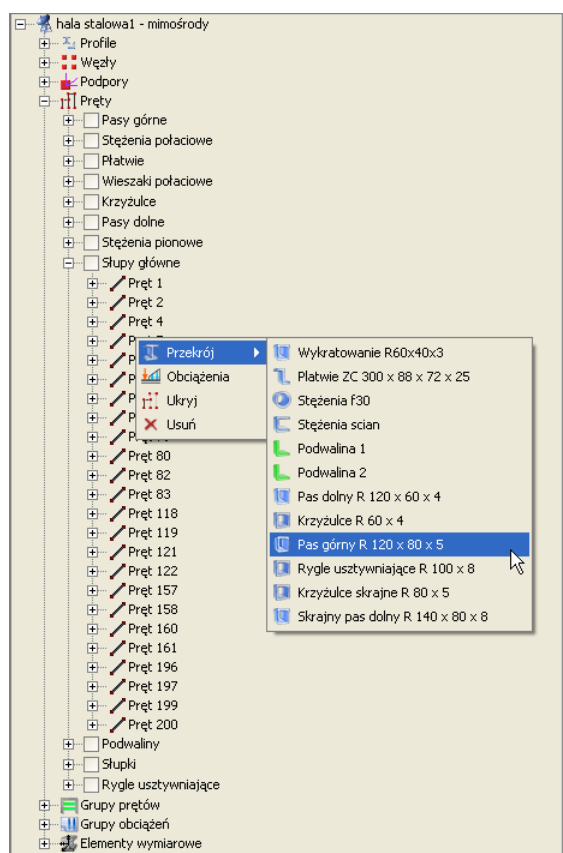 hala stalowa1 - mimośrody
Profile
Węzły
Podpory
Pręty
Pasy górne
Stężenia połaciowe
Płatwie
Wieszaki połaciowe
Krzyżulce
Pasy dolne
Stężenia pionowe
Słupy główne
Pręt 1
Pręt 2
Pręt 4
Przekrój
Obciążenia
Ukryj
Usuń
Wykratowanie R60x40x3
Platwie ZC 300 x 88 x 72 x 25
Stężenia f30
Stężenia scian
Podwalina 1
Podwalina 2
Pas dolny R 120 x 60 x 4
Krzyżulce R 60 x 4
Pas górny R 120 x 80 x 5
Rygle usztywniające R 100 x 8
Krzyżulce skrajne R 80 x 5
Skrajny pas dolny R 140 x 80 x 8
Pręt 80
Pręt 82
Pręt 83
Pręt 118
Pręt 119
Pręt 121
Pręt 122
Pręt 157
Pręt 158
Pręt 160
Pręt 161
Pręt 196
Pręt 197
Pręt 199
Pręt 200
Podwaliny
Słupki
Rygle usztywniające
Grupy prętów
Grupy obciążeń
Elementy wymiarowe